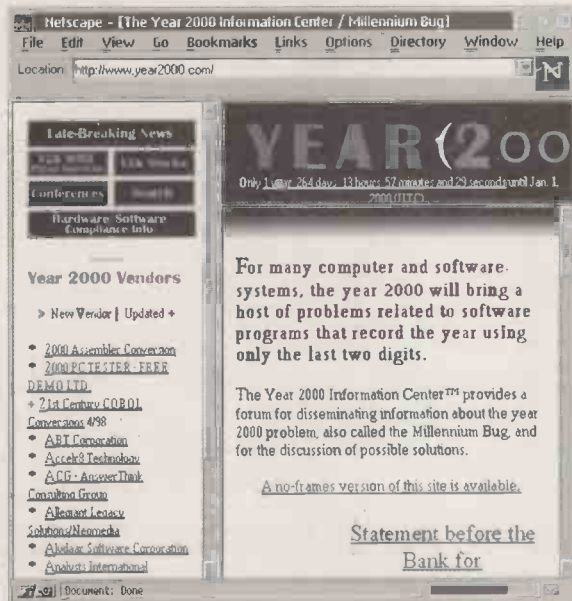 Netscape - [The Year 2000 Information Center / Millennium Bug]
File Edit View Go Bookmarks Links Options Directory Window Help
Location: http://www.year2000.com/
N
Late-Breaking News
Conferences Search
Hardware Software
Compliance Info
Year 2000 Vendors
> New Vendor | Updated +
• 2000 Assembler Conversion
• 2000 PC TESTER - FREE
DEMO LTD
+ 21st Century COBOL
Conversions 4/98
• ABT Corporation
• Acceler8 Technology
• ACG - AnswerThink
Consulting Group
• Allegiant Legacy
Solutions/Neomedia
• Alydaar Software Corporation
• Analysts International
YEAR (200
Only 1 year, 264 days, 13 hours, 57 minutes and 29 seconds until Jan. 1,
2000 (UTC)
For many computer and software
systems, the year 2000 will bring a
host of problems related to software
programs that record the year using
only the last two digits.
The Year 2000 Information Center™ provides a
forum for disseminating information about the year
2000 problem, also called the Millennium Bug, and
for the discussion of possible solutions.
A no-frames version of this site is available.
Statement before the
Bank for
Document: Done